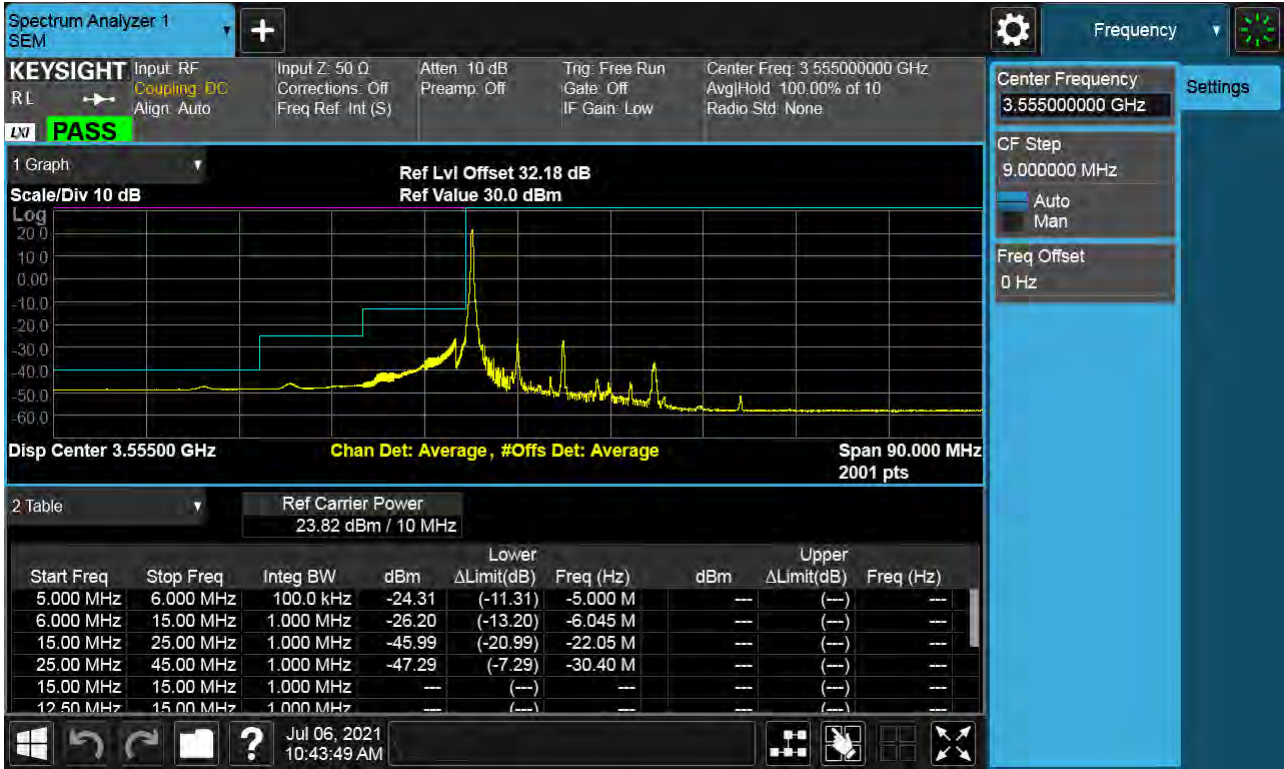 Spectrum Analyzer 1
SEM
+
Frequency
KEYSIGHT
RL
LXI
PASS
Input: RF
Coupling: DC
Align: Auto
Input Z: 50 Ω
Corrections: Off
Freq Ref: Int (S)
Atten: 10 dB
Preamp: Off
Trig: Free Run
Gate: Off
IF Gain: Low
Center Freq: 3.555000000 GHz
Avg|Hold: 100.00% of 10
Radio Std: None
Center Frequency
3.555000000 GHz
Settings
CF Step
9.000000 MHz
Auto
Man
Freq Offset
0 Hz
1 Graph
Scale/Div 10 dB
Ref Lvl Offset 32.18 dB
Ref Value 30.0 dBm
Log
20.0
10.0
0.00
-10.0
-20.0
-30.0
-40.0
-50.0
-60.0
Disp Center 3.55500 GHz
Chan Det: Average, #Offs Det: Average
Span 90.000 MHz
2001 pts
2 Table
Ref Carrier Power
23.82 dBm / 10 MHz
Lower Upper
Start Freq Stop Freq Integ BW dBm ΔLimit(dB) Freq (Hz) dBm ΔLimit(dB) Freq (Hz)
5.000 MHz 6.000 MHz 100.0 kHz -24.31 (-11.31) -5.000 M --- (---) ---
6.000 MHz 15.00 MHz 1.000 MHz -26.20 (-13.20) -6.045 M --- (---) ---
15.00 MHz 25.00 MHz 1.000 MHz -45.99 (-20.99) -22.05 M --- (---) ---
25.00 MHz 45.00 MHz 1.000 MHz -47.29 (-7.29) -30.40 M --- (---) ---
15.00 MHz 15.00 MHz 1.000 MHz --- (---) --- --- (---) ---
12.50 MHz 15.00 MHz 1.000 MHz --- (---) --- --- (---) ---
?
Jul 06, 2021
10:43:49 AM